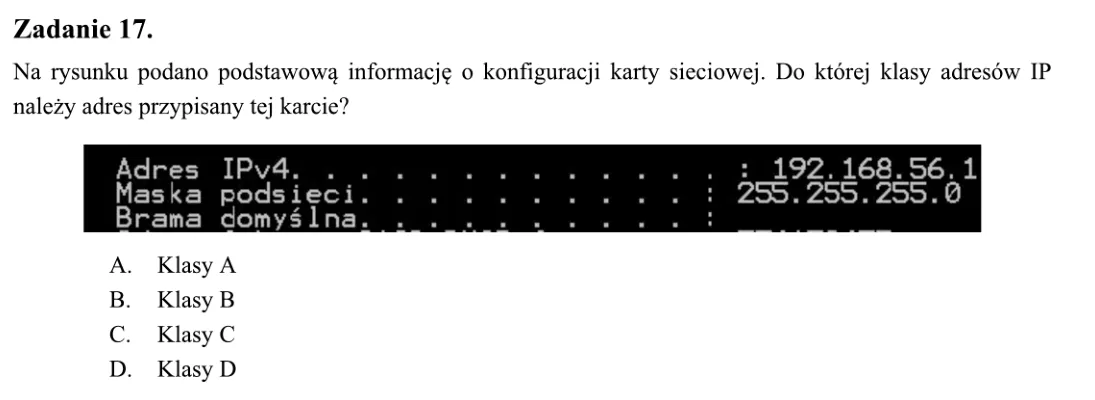 Zadanie 17.
Na rysunku podano podstawową informację o konfiguracji karty sieciowej. Do której klasy adresów IP
należy adres przypisany tej karcie?
Adres IPv4. . . . . . . . . . . . . : 192.168.56.1
Maska podsieci. . . . . . . . . . . : 255.255.255.0
Brama domyślna. . . . . . . . . . . :
A. Klasy A
B. Klasy B
C. Klasy C
D. Klasy D